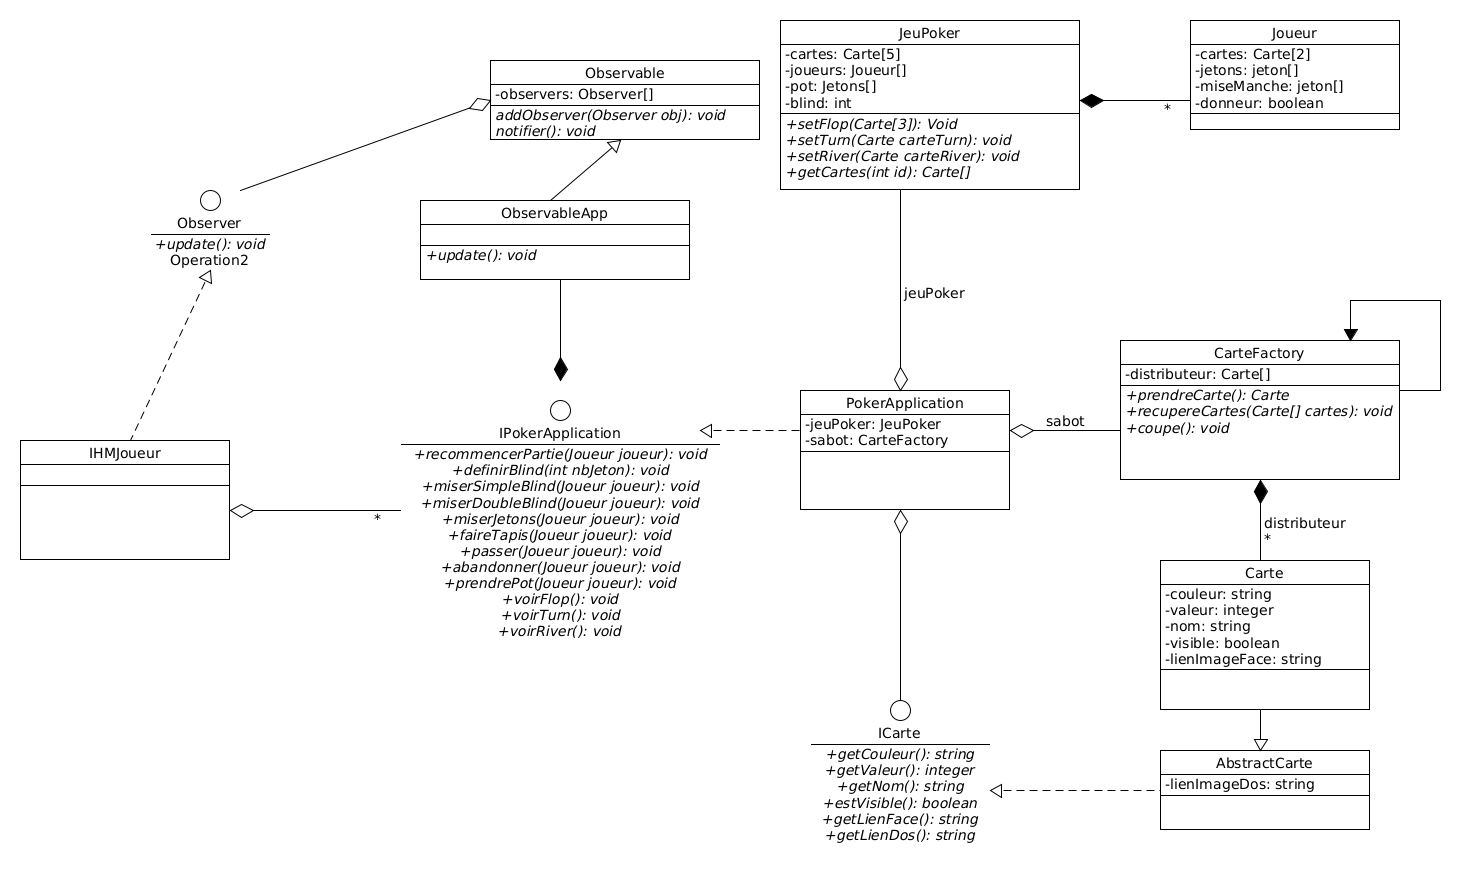 JeuPoker
-cartes: Carte[5]
-joueurs: Joueur[]
-pot: Jetons[]
-blind: int
+setFlop(Carte[3]): Void
+setTurn(Carte carteTurn): void
+setRiver(Carte carteRiver): void
+getCartes(int id): Carte[]
Joueur
-cartes: Carte[2]
-jetons: jeton[]
-miseManche: jeton[]
-donneur: boolean
*
Observable
-observers: Observer[]
addObserver(Observer obj): void
notifier(): void
Observer
+update(): void
Operation2
ObservableApp
+update(): void
jeuPoker
CarteFactory
-distributeur: Carte[]
+prendreCarte(): Carte
+recupereCartes(Carte[] cartes): void
+coupe(): void
PokerApplication
-jeuPoker: JeuPoker
-sabot: CarteFactory
sabot
IPokerApplication
+recommencerPartie(Joueur joueur): void
+definirBlind(int nbJeton): void
+miserSimpleBlind(Joueur joueur): void
+miserDoubleBlind(Joueur joueur): void
+miserJetons(Joueur joueur): void
+faireTapis(Joueur joueur): void
+passer(Joueur joueur): void
+abandonner(Joueur joueur): void
+prendrePot(Joueur joueur): void
+voirFlop(): void
+voirTurn(): void
+voirRiver(): void
IHMJoueur
*
distributeur
*
Carte
-couleur: string
-valeur: integer
-nom: string
-visible: boolean
-lienImageFace: string
ICarte
+getCouleur(): string
+getValeur(): integer
+getNom(): string
+estVisible(): boolean
+getLienFace(): string
+getLienDos(): string
AbstractCarte
-lienImageDos: string